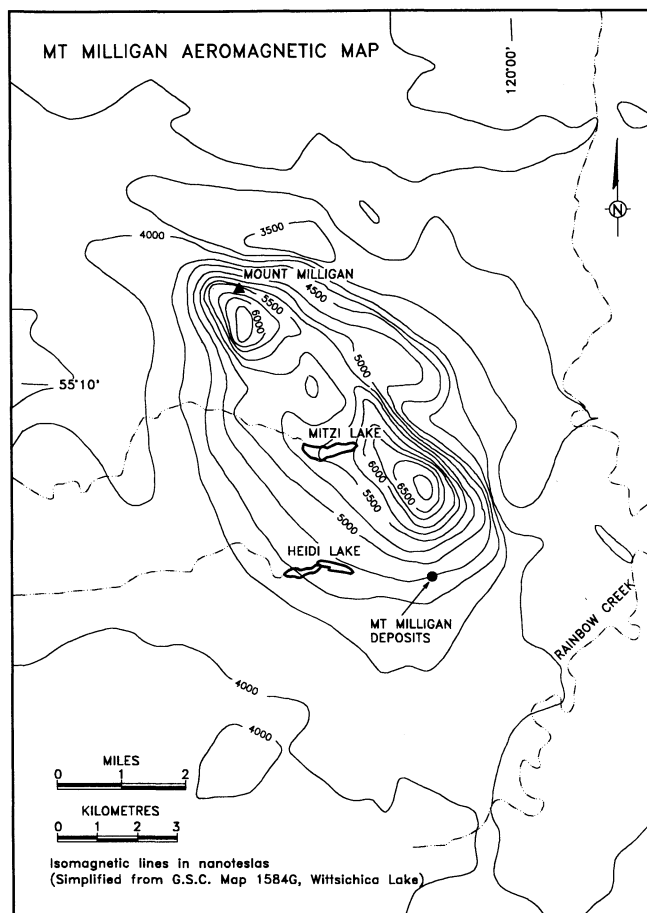 MT MILLIGAN AEROMAGNETIC MAP
120°00'
N
3500
4000
MOUNT MILLIGAN
5500
4500
6000
5000
55°10'
MITZI LAKE
6000
6500
5500
5000
HEIDI LAKE
MT MILLIGAN
DEPOSITS
RAINBOW CREEK
4000
4000
MILES
0 1 2
KILOMETRES
0 1 2 3
Isomagnetic lines in nanoteslas
(Simplified from G.S.C. Map 1584G, Wittsichica Lake)